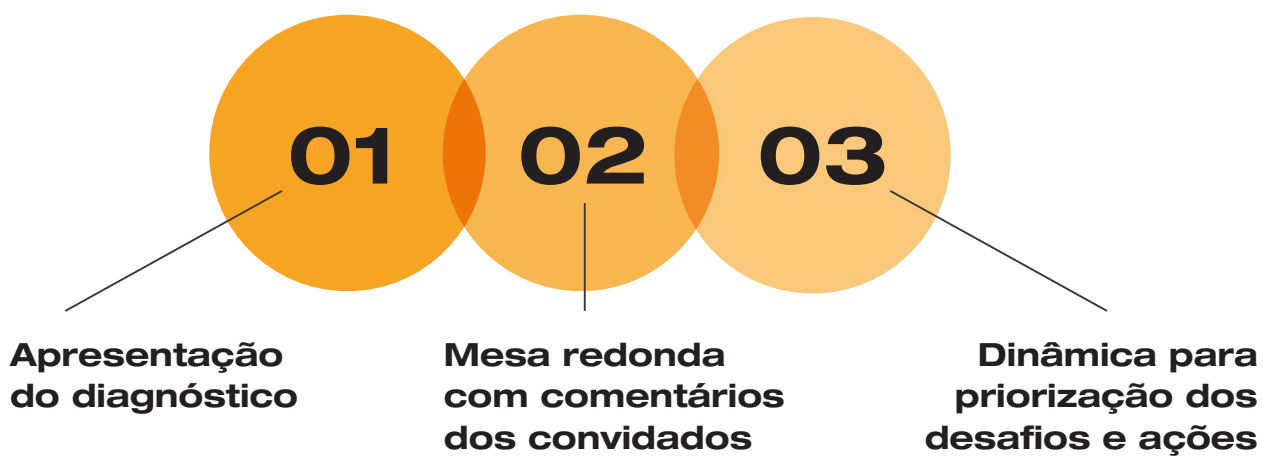 01
02
03
Apresentação
do diagnóstico
Mesa redonda
com comentários
dos convidados
Dinâmica para
priorização dos
desafios e ações